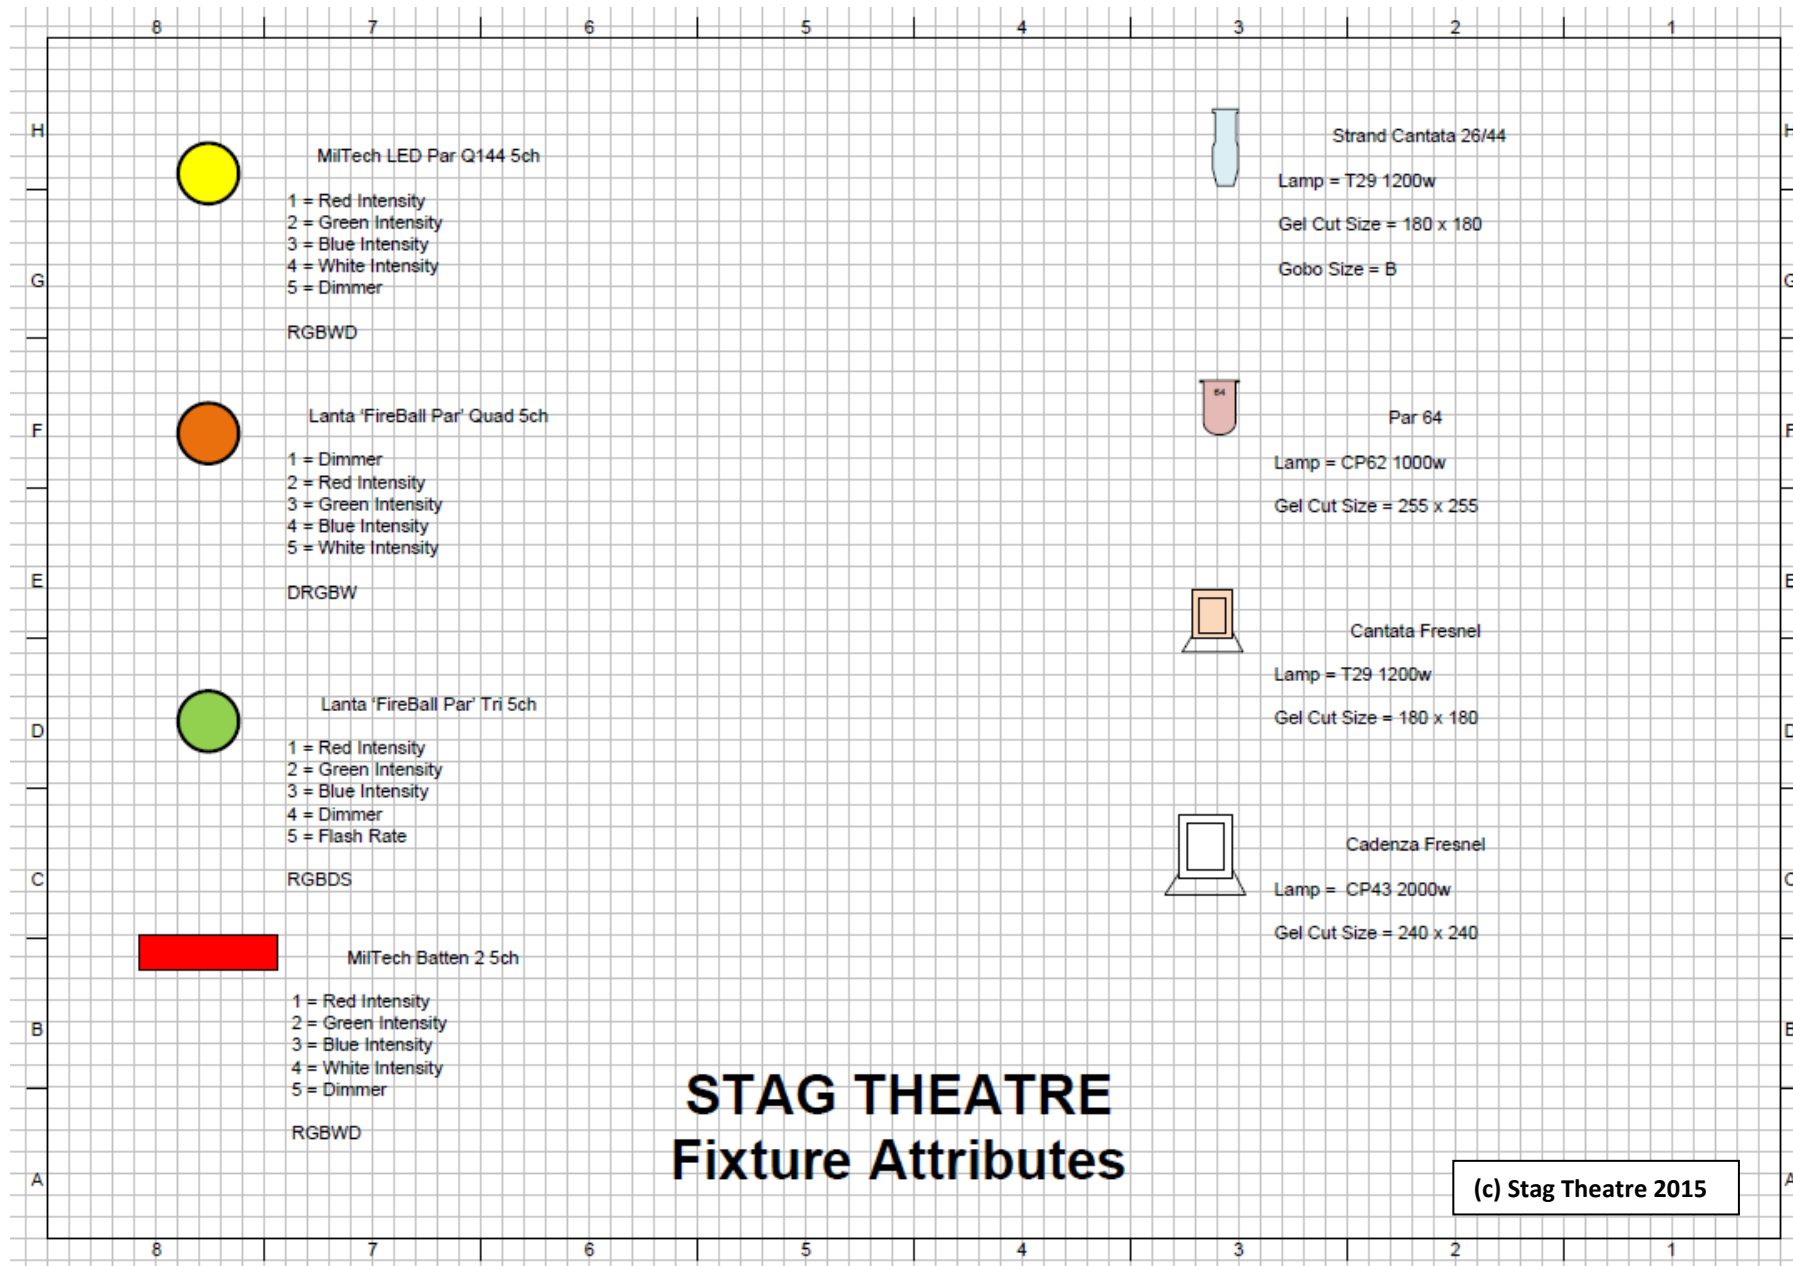 8 7 6 5 4 3 2 1
H
G
F
E
D
C
B
A
MilTech LED Par Q144 5ch
1 = Red Intensity
2 = Green Intensity
3 = Blue Intensity
4 = White Intensity
5 = Dimmer
RGBWD
Lanta ‘FireBall Par’ Quad 5ch
1 = Dimmer
2 = Red Intensity
3 = Green Intensity
4 = Blue Intensity
5 = White Intensity
DRGBW
Lanta ‘FireBall Par’ Tri 5ch
1 = Red Intensity
2 = Green Intensity
3 = Blue Intensity
4 = Dimmer
5 = Flash Rate
RGBDS
MilTech Batten 2 5ch
1 = Red Intensity
2 = Green Intensity
3 = Blue Intensity
4 = White Intensity
5 = Dimmer
RGBWD
Strand Cantata 26/44
Lamp = T29 1200w
Gel Cut Size = 180 x 180
Gobo Size = B
64
Par 64
Lamp = CP62 1000w
Gel Cut Size = 255 x 255
Cantata Fresnel
Lamp = T29 1200w
Gel Cut Size = 180 x 180
Cadenza Fresnel
Lamp = CP43 2000w
Gel Cut Size = 240 x 240
H
G
F
E
D
C
B
A
STAG THEATRE
Fixture Attributes
(c) Stag Theatre 2015
8 7 6 5 4 3 2 1